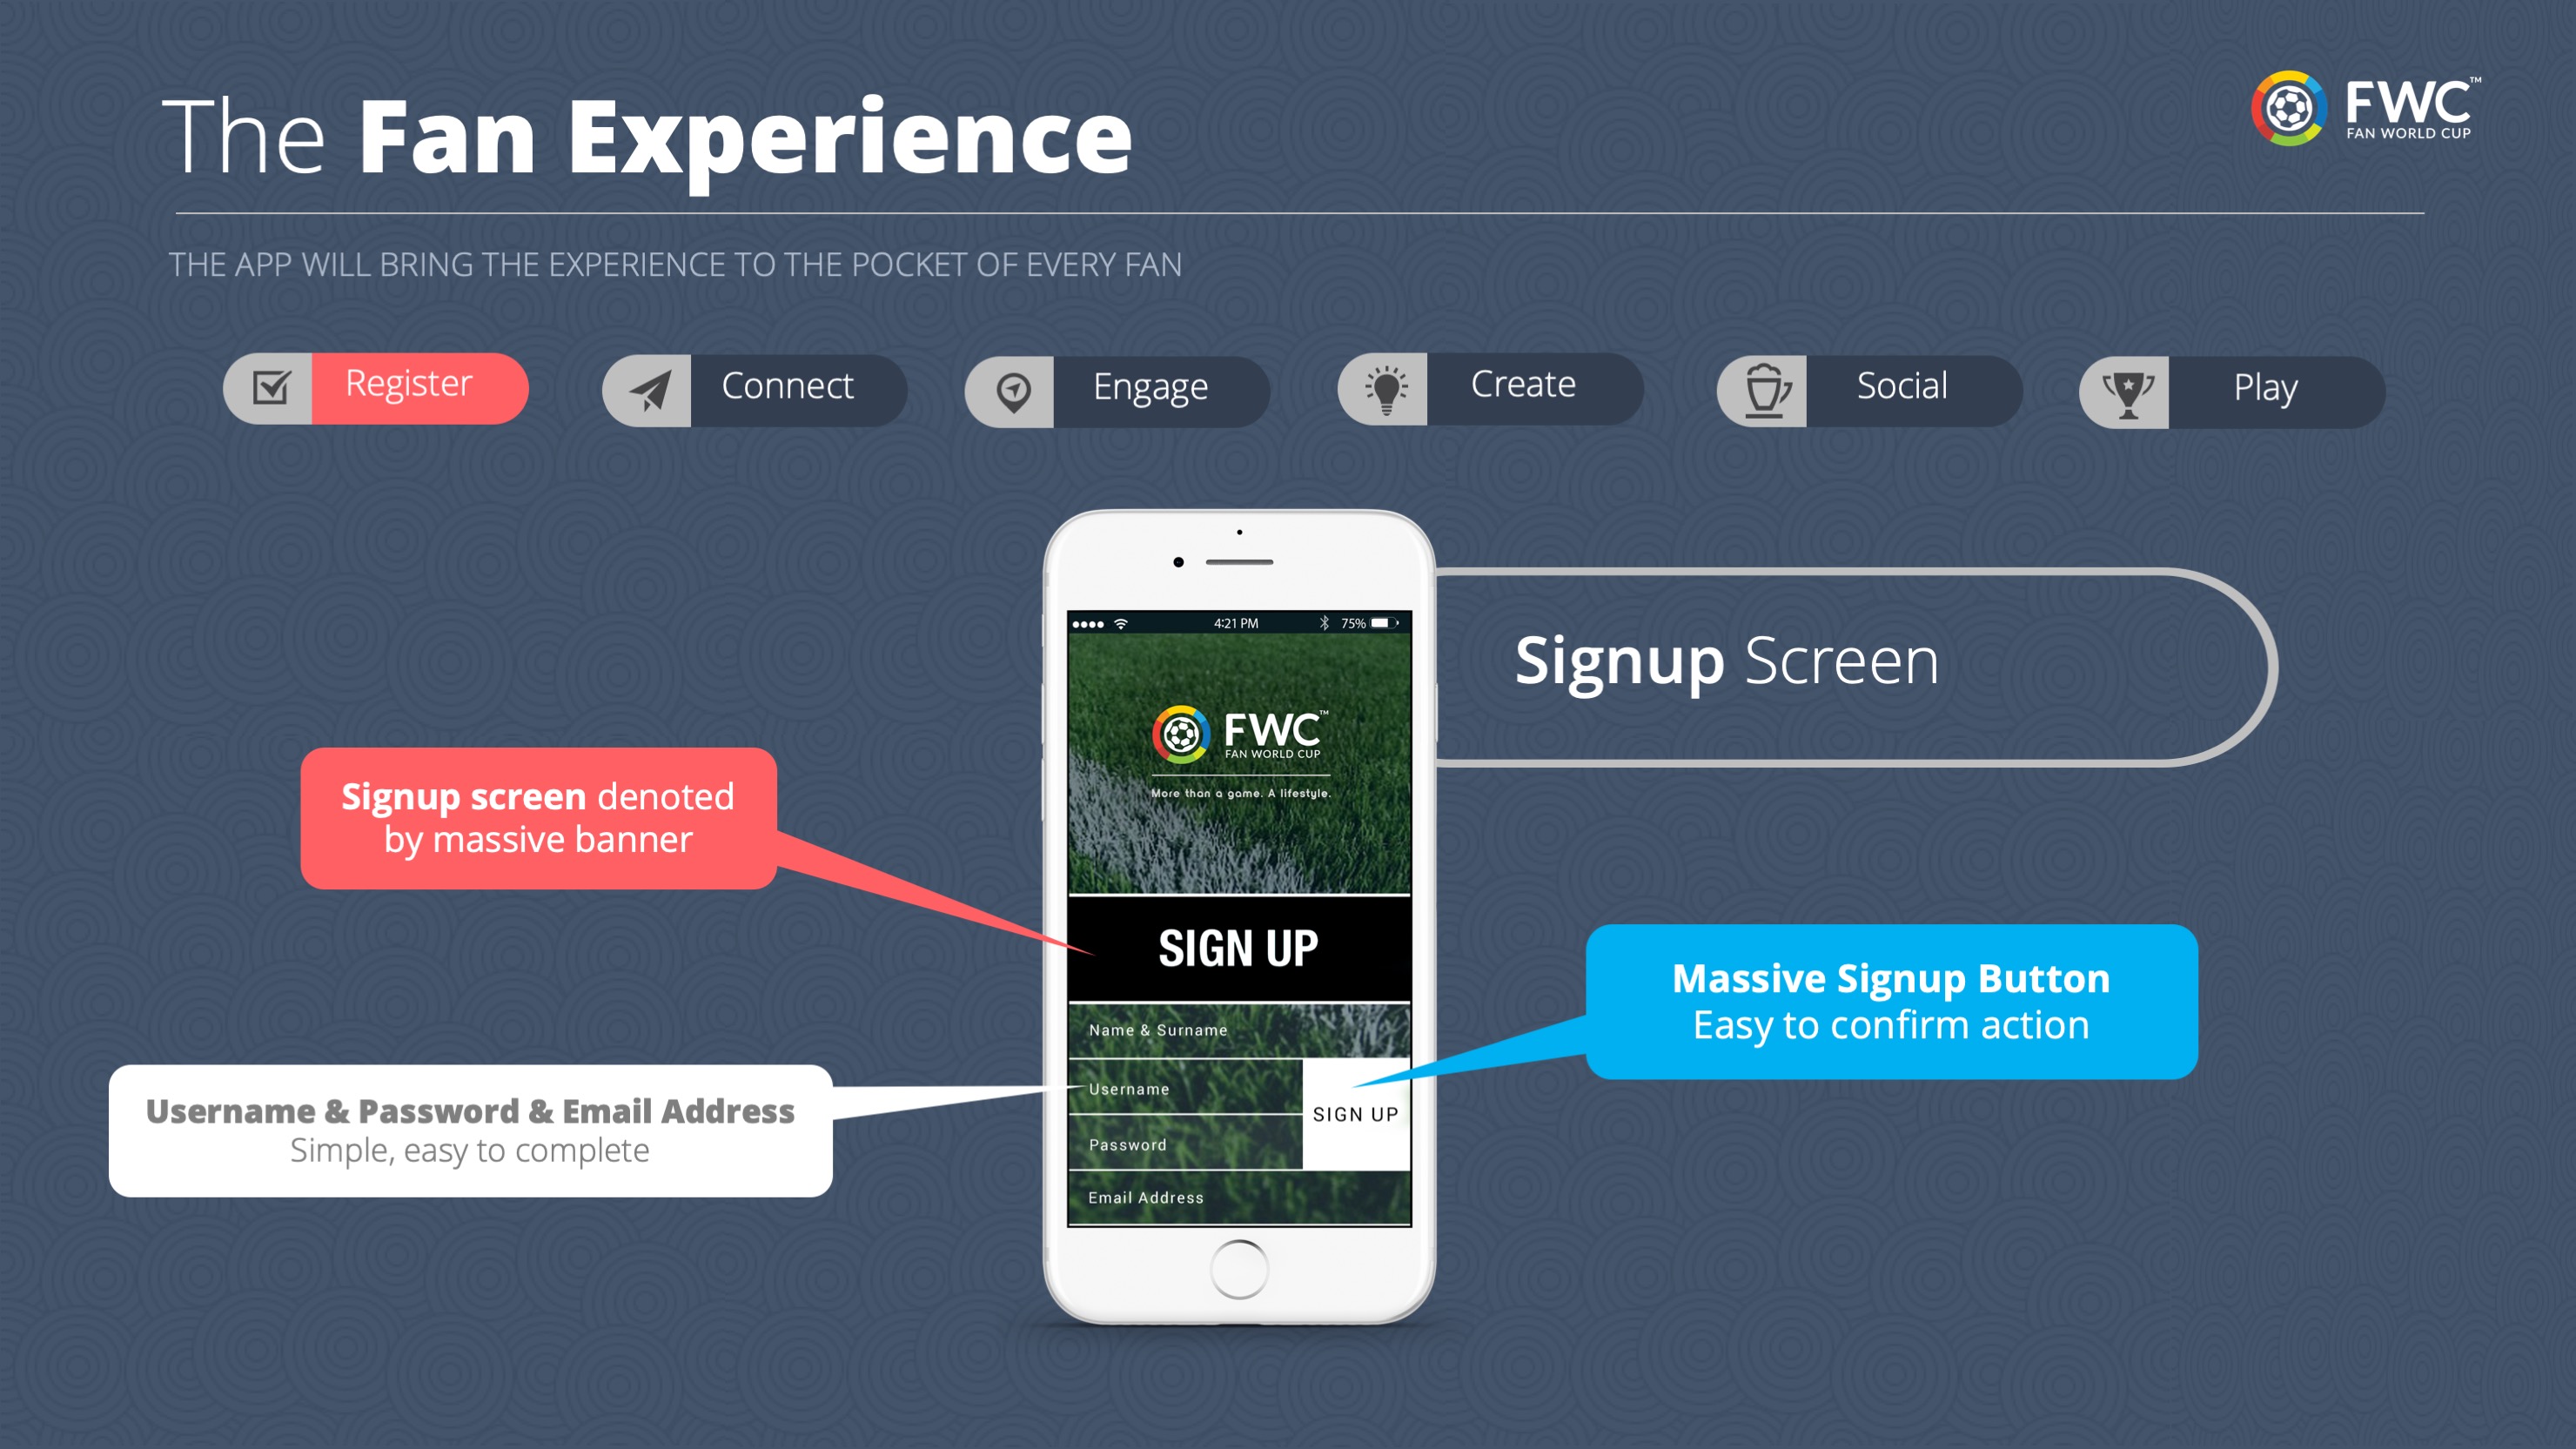 The Fan Experience
FWC™
FAN WORLD CUP
THE APP WILL BRING THE EXPERIENCE TO THE POCKET OF EVERY FAN
Register
Connect
Engage
Create
Social
Play
4:21 PM
75%
FWC™
FAN WORLD CUP
More than a game. A lifestyle.
Signup Screen
Signup screen denoted
by massive banner
SIGN UP
Massive Signup Button
Easy to confirm action
Name & Surname
Username
Password
SIGN UP
Email Address
Username & Password & Email Address
Simple, easy to complete